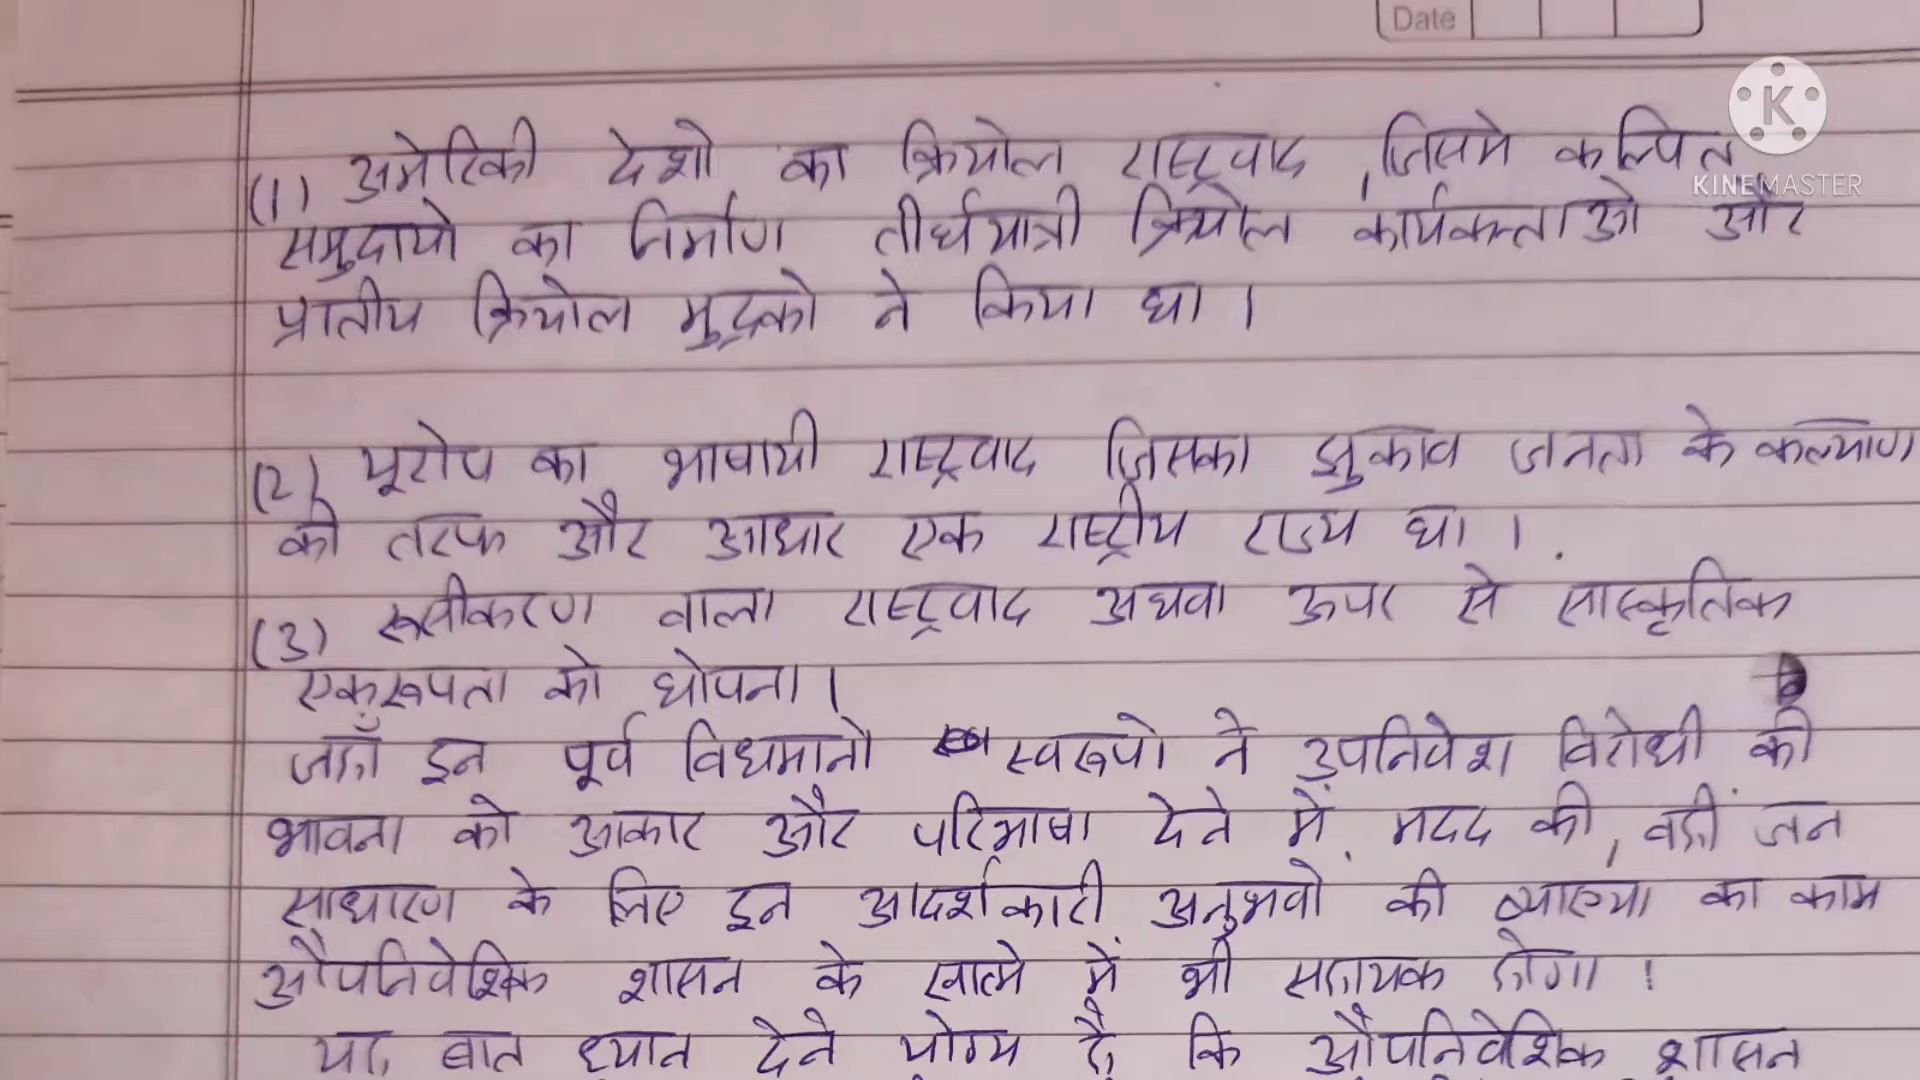 Date
KINEMASTER
(1) अमेरिकी देशो का क्रियोल राष्ट्रवाद, जिसमे कल्पित
समुदायो का निर्माण तीर्थयात्री क्रियोल कार्यकर्त्ताओ और
प्रातीय क्रियोल मुद्रको ने किया था।
(2) यूरोप का भाषायी राष्ट्रवाद जिसका झुकाव जनता के कल्याण
की तरफ और आधार एक राष्ट्रीय राज्य था।
(3) रूसीकरण वाला राष्ट्रवाद अथवा ऊपर से सांस्कृतिक
एकरूपता को थोपना।
जहाँ इन पूर्व विधमानो स्वरूपो ने उपनिवेश विरोधी की
भावना को आकार और परिभाषा देने में मदद की, वहीं जन
साधारण के लिए इन आदर्शकारी अनुभवो की व्याख्या का काम
औपनिवेशिक शासन के खात्मे में भी सहायक होगा।
यह बात ध्यान देने योग्य है कि औपनिवेशिक शासन